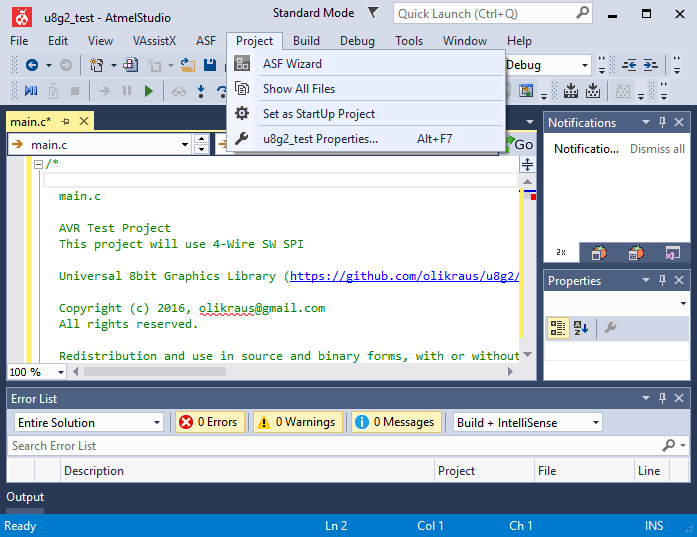 u8g2_test - AtmelStudio
Standard Mode
Quick Launch (Ctrl+Q)
File Edit View VAssistX ASF Project Build Debug Tools Window Help
Debug
ASF Wizard
Show All Files
Set as StartUp Project
u8g2_test Properties... Alt+F7
main.c*
main.c
Go
/*
main.c
AVR Test Project
This project will use 4-Wire SW SPI
Universal 8bit Graphics Library (https://github.com/olikraus/u8g2/
Copyright (c) 2016, olikraus@gmail.com
All rights reserved.
Redistribution and use in source and binary forms, with or without
100 %
Notifications
Notificatio... Dismiss all
Properties
Error List
Entire Solution
0 Errors
0 Warnings
0 Messages
Build + IntelliSense
Search Error List
Description Project File Line
Output
Ready Ln 2 Col 1 Ch 1 INS